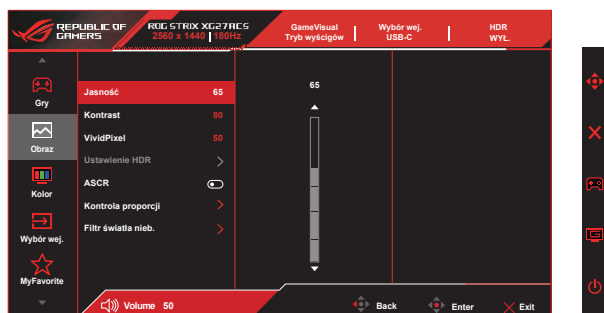 REPUBLIC OF
GAMERS
ROG STRIX XG27ACS
2560 x 1440 180Hz
GameVisual
Tryb wyścigów
Wybór wej.
USB-C
HDR
WYŁ.
Gry
Obraz
Kolor
Wybór wej.
MyFavorite
Jasność 65
Kontrast 80
VividPixel 50
Ustawienie HDR
ASCR
Kontrola proporcji
Filtr światła nieb.
65
Volume 50
Back
Enter
Exit